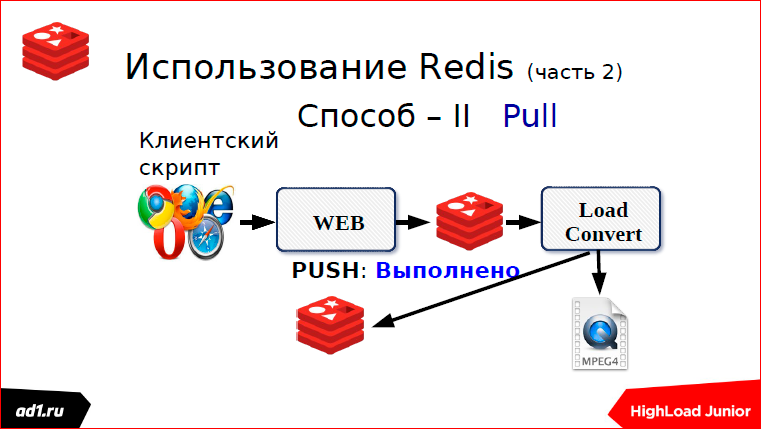 Использование Redis (часть 2)
Способ – II Pull
Клиентский
скрипт
WEB
Load
Convert
PUSH: Выполнено
MPEG4
ad1.ru
HighLoad Junior